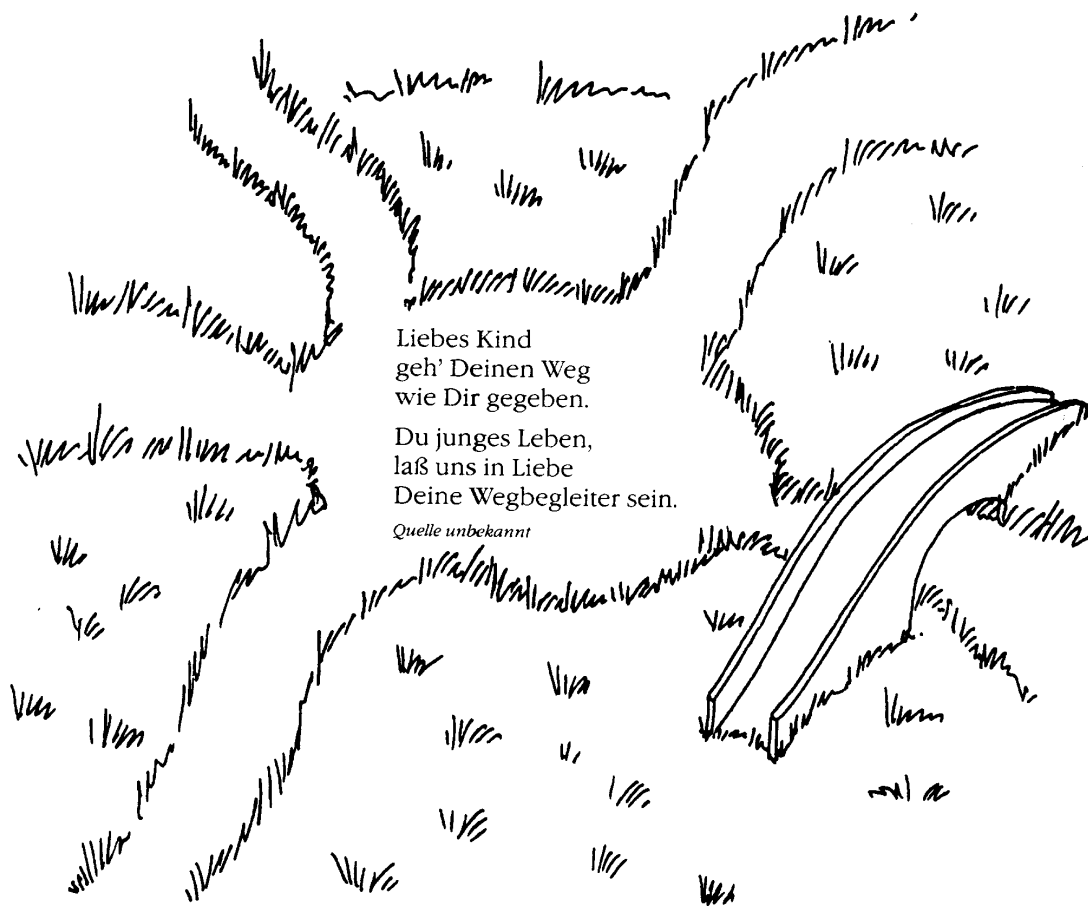 Liebes Kind
geh' Deinen Weg
wie Dir gegeben.
Du junges Leben,
laß uns in Liebe
Deine Wegbegleiter sein.
Quelle unbekannt